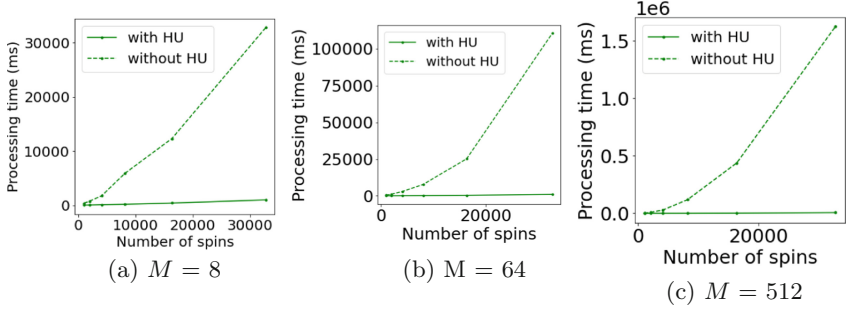 Processing time (ms)
30000
20000
10000
0
with HU
without HU
0
10000
20000
30000
Number of spins
(a) M = 8
Processing time (ms)
100000
75000
50000
25000
0
with HU
without HU
0
20000
Number of spins
(b) M = 64
1e6
Processing time (ms)
1.5
1.0
0.5
0.0
with HU
without HU
0
20000
Number of spins
(c) M = 512